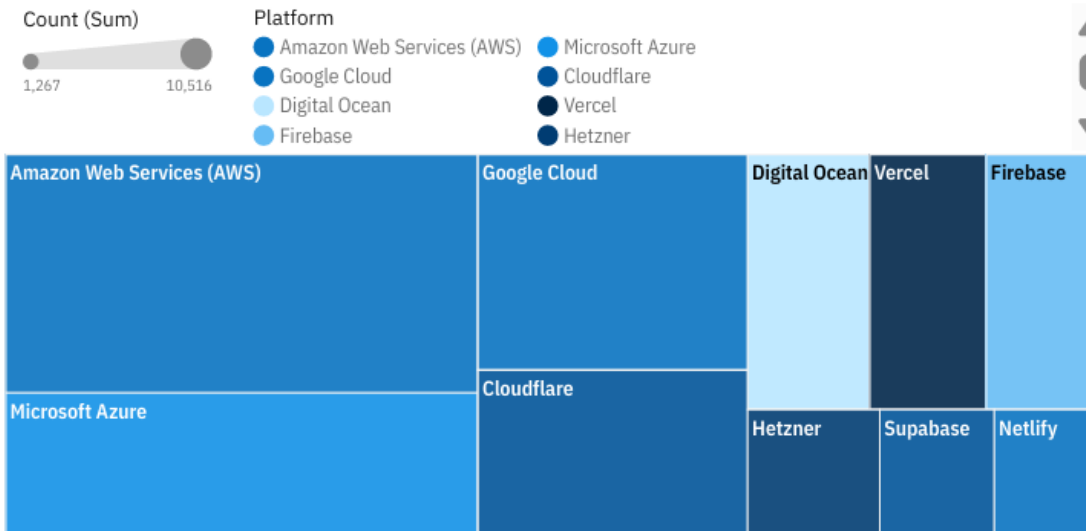 Count (Sum)
1,267
10,516
Platform
Amazon Web Services (AWS)
Microsoft Azure
Google Cloud
Cloudflare
Digital Ocean
Vercel
Firebase
Hetzner
Amazon Web Services (AWS)
Google Cloud
Digital Ocean
Vercel
Firebase
Cloudflare
Microsoft Azure
Hetzner
Supabase
Netlify